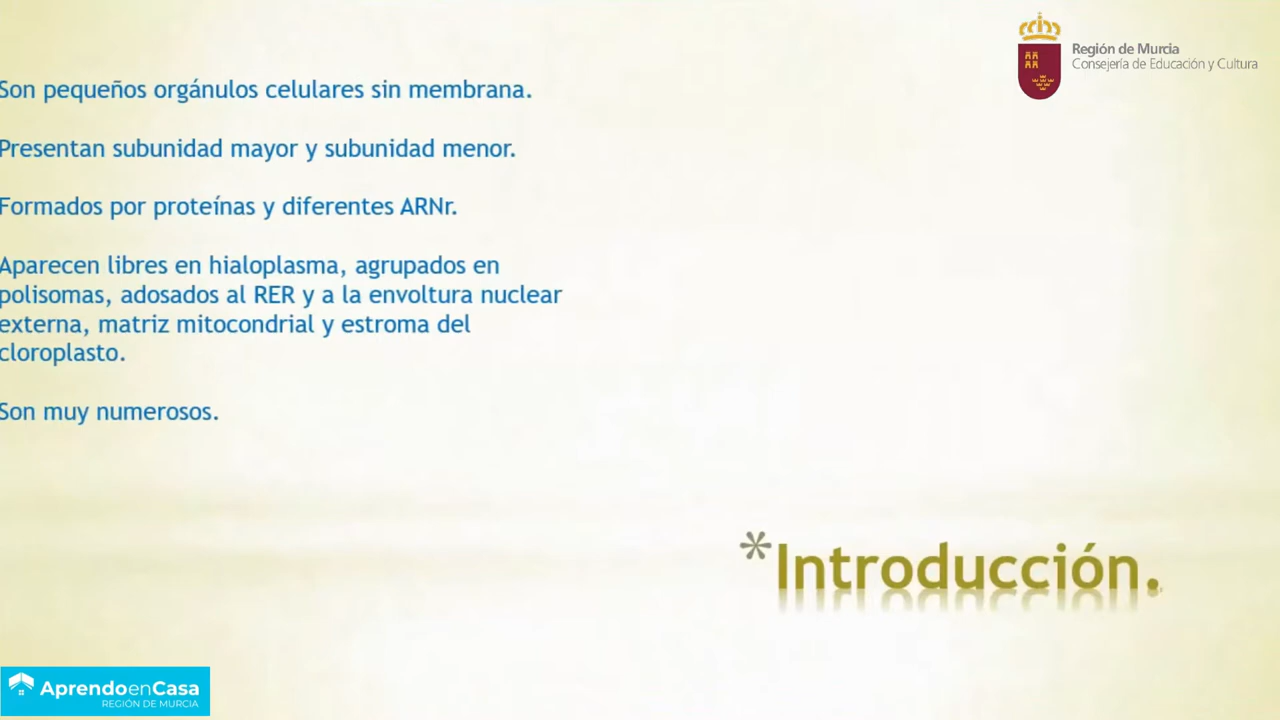 Región de Murcia
Consejería de Educación y Cultura
Son pequeños orgánulos celulares sin membrana.
Presentan subunidad mayor y subunidad menor.
Formados por proteínas y diferentes ARNr.
Aparecen libres en hialoplasma, agrupados en
polisomas, adosados al RER y a la envoltura nuclear
externa, matriz mitocondrial y estroma del
cloroplasto.
Son muy numerosos.
*Introducción.
AprendoenCasa
REGIÓN DE MURCIA